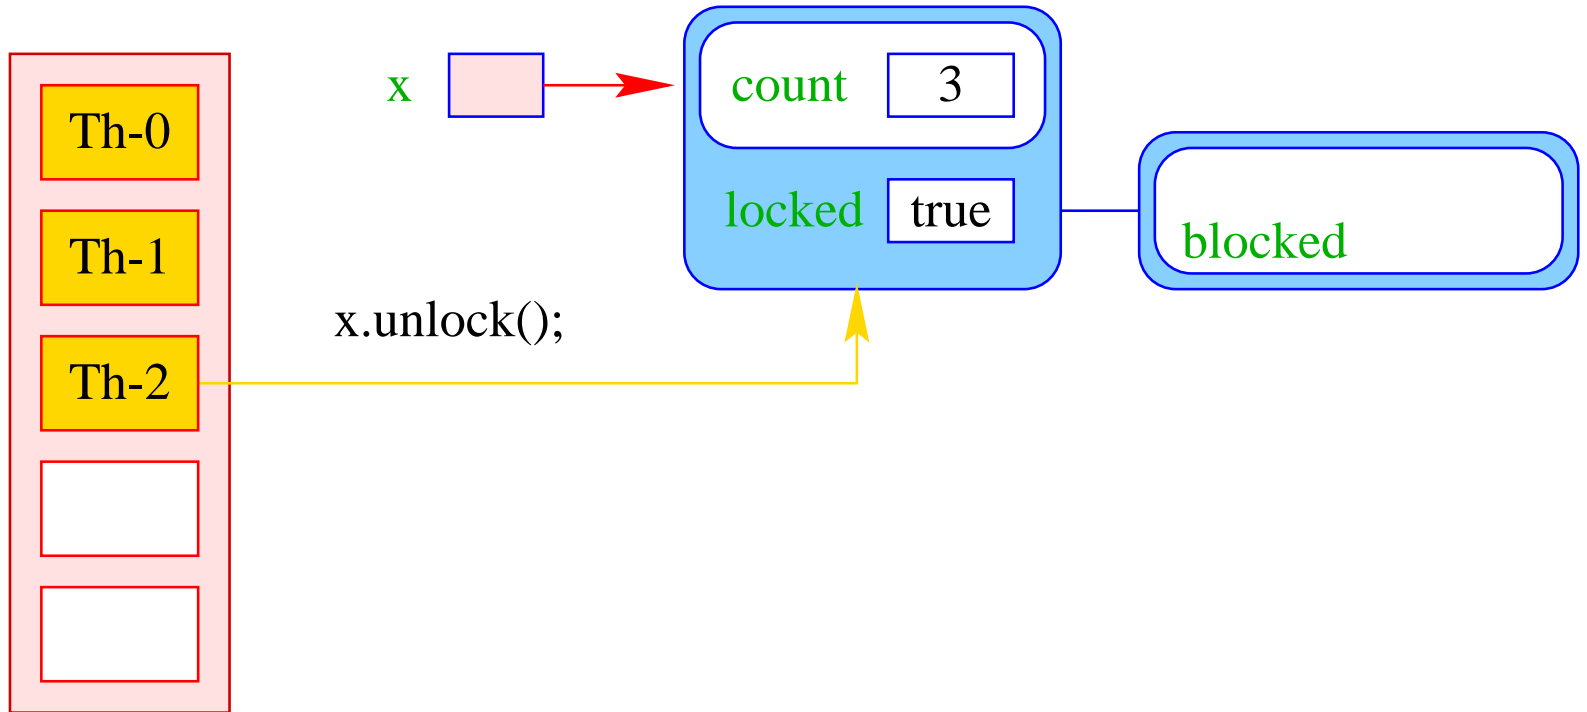 x
count 3
locked true
blocked
x.unlock();
Th-0
Th-1
Th-2